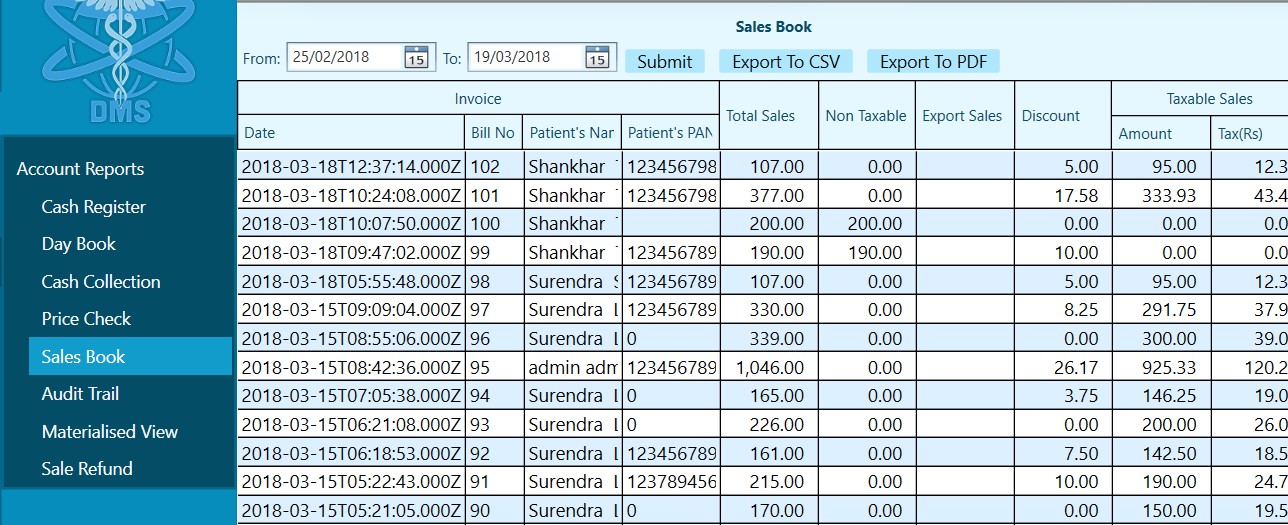 DMS
Account Reports
Cash Register
Day Book
Cash Collection
Price Check
Sales Book
Audit Trail
Materialised View
Sale Refund
Sales Book
From: 25/02/2018 15 To: 19/03/2018 15 Submit Export To CSV Export To PDF
Invoice Total Sales Non Taxable Export Sales Discount Taxable Sales
Date Bill No Patient's Nar Patient's PAN Amount Tax(Rs)
2018-03-18T12:37:14.000Z 102 Shankhar 123456798 107.00 0.00 5.00 95.00 12.3
2018-03-18T10:24:08.000Z 101 Shankhar 123456798 377.00 0.00 17.58 333.93 43.4
2018-03-18T10:07:50.000Z 100 Shankhar 200.00 200.00 0.00 0.00 0.0
2018-03-18T09:47:02.000Z 99 Shankhar 123456789 190.00 190.00 10.00 0.00 0.0
2018-03-18T05:55:48.000Z 98 Surendra S 123456789 107.00 0.00 5.00 95.00 12.3
2018-03-15T09:09:04.000Z 97 Surendra L 123456789 330.00 0.00 8.25 291.75 37.9
2018-03-15T08:55:06.000Z 96 Surendra L 0 339.00 0.00 0.00 300.00 39.0
2018-03-15T08:42:36.000Z 95 admin adm 123456789 1,046.00 0.00 26.17 925.33 120.2
2018-03-15T07:05:38.000Z 94 Surendra L 0 165.00 0.00 3.75 146.25 19.0
2018-03-15T06:21:08.000Z 93 Surendra L 0 226.00 0.00 0.00 200.00 26.0
2018-03-15T06:18:53.000Z 92 Surendra L 123456789 161.00 0.00 7.50 142.50 18.5
2018-03-15T05:22:43.000Z 91 Surendra L 123789456 215.00 0.00 10.00 190.00 24.7
2018-03-15T05:21:05.000Z 90 Surendra L 0 170.00 0.00 0.00 150.00 19.5